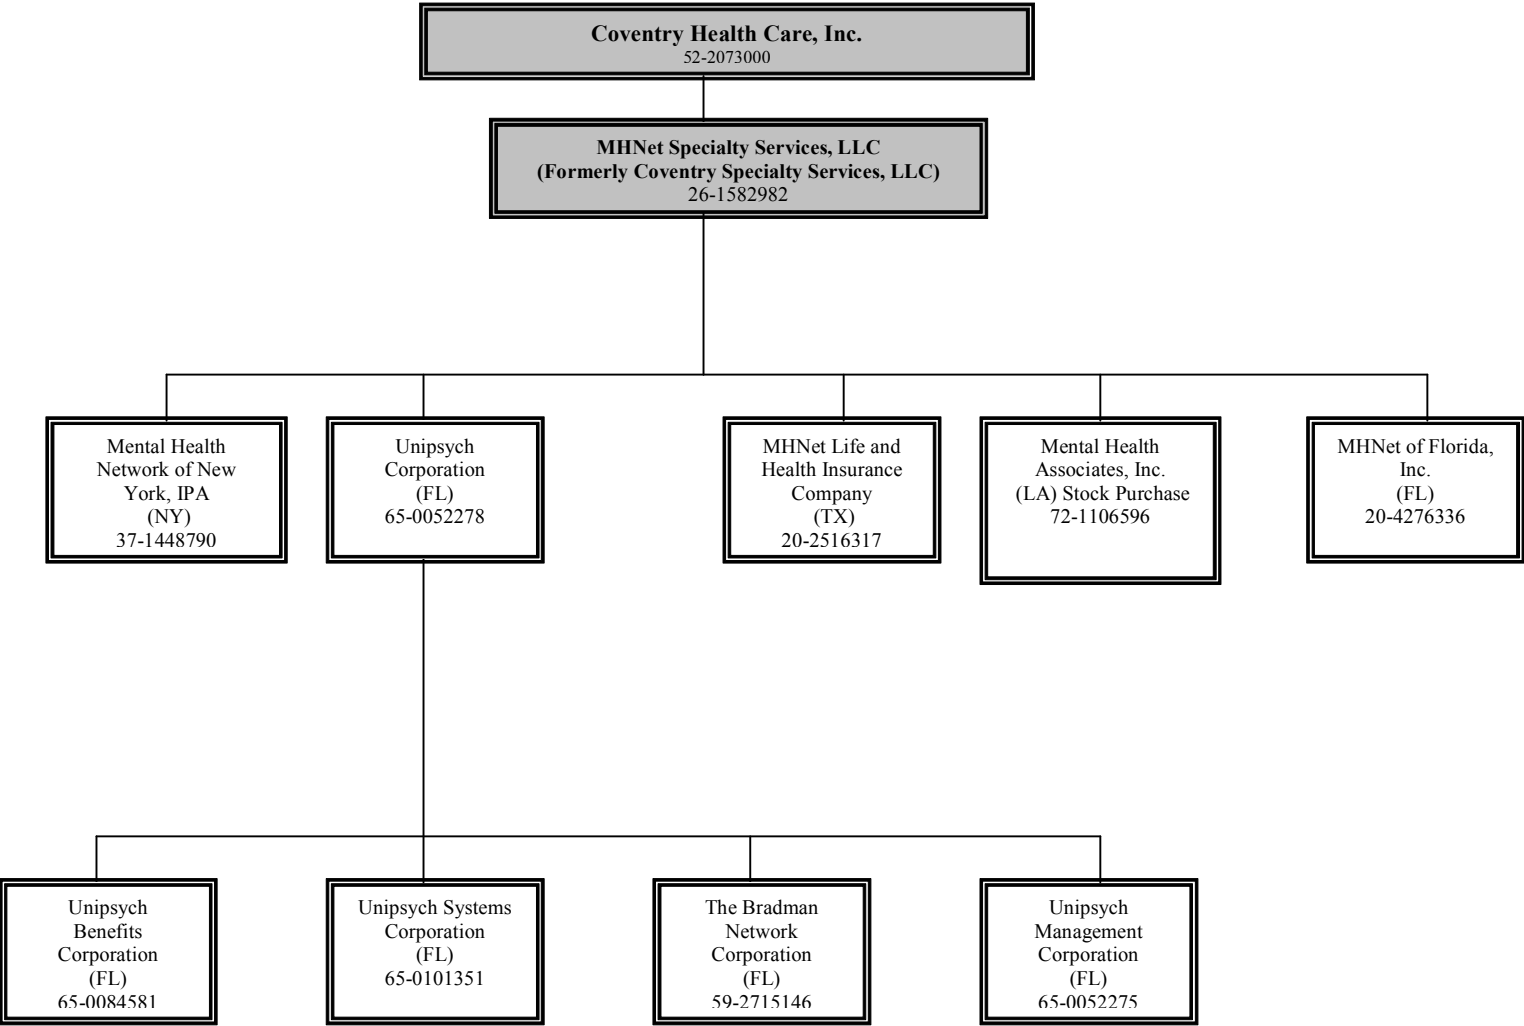 Coventry Health Care, Inc.
52-2073000
MHNet Specialty Services, LLC
(Formerly Coventry Specialty Services, LLC)
26-1582982
Mental Health
Network of New
York, IPA
(NY)
37-1448790
Unipsych
Corporation
(FL)
65-0052278
MHNet Life and
Health Insurance
Company
(TX)
20-2516317
Mental Health
Associates, Inc.
(LA) Stock Purchase
72-1106596
MHNet of Florida,
Inc.
(FL)
20-4276336
Unipsych
Benefits
Corporation
(FL)
65-0084581
Unipsych Systems
Corporation
(FL)
65-0101351
The Bradman
Network
Corporation
(FL)
59-2715146
Unipsych
Management
Corporation
(FL)
65-0052275